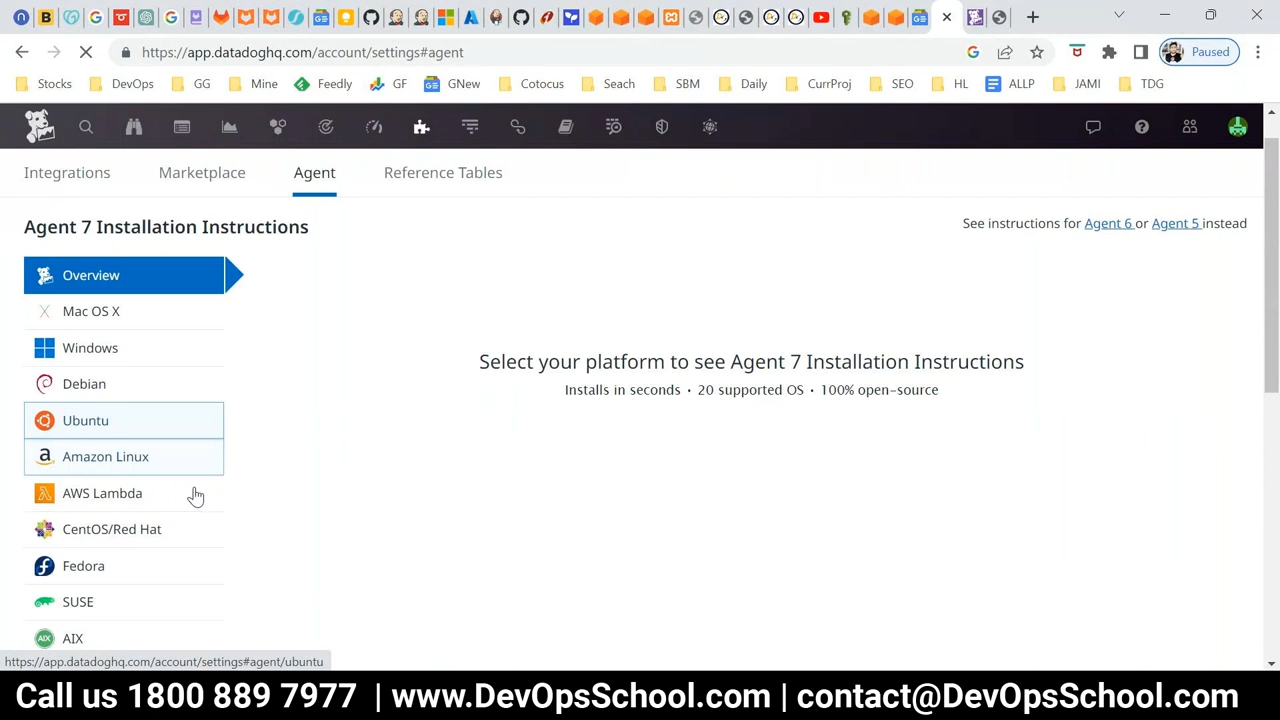 https://app.datadoghq.com/account/settings#agent
Paused
Stocks
DevOps
GG
Mine
Feedly
GF
GNew
Cotocus
Seach
SBM
Daily
CurrProj
SEO
HL
ALLP
JAMI
TDG
Integrations
Marketplace
Agent
Reference Tables
Agent 7 Installation Instructions
See instructions for Agent 6 or Agent 5 instead
Overview
Mac OS X
Windows
Debian
Ubuntu
Amazon Linux
AWS Lambda
CentOS/Red Hat
Fedora
SUSE
AIX
Select your platform to see Agent 7 Installation Instructions
Installs in seconds • 20 supported OS • 100% open-source
https://app.datadoghq.com/account/settings#agent/ubuntu
Call us 1800 889 7977 | www.DevOpsSchool.com | contact@DevOpsSchool.com